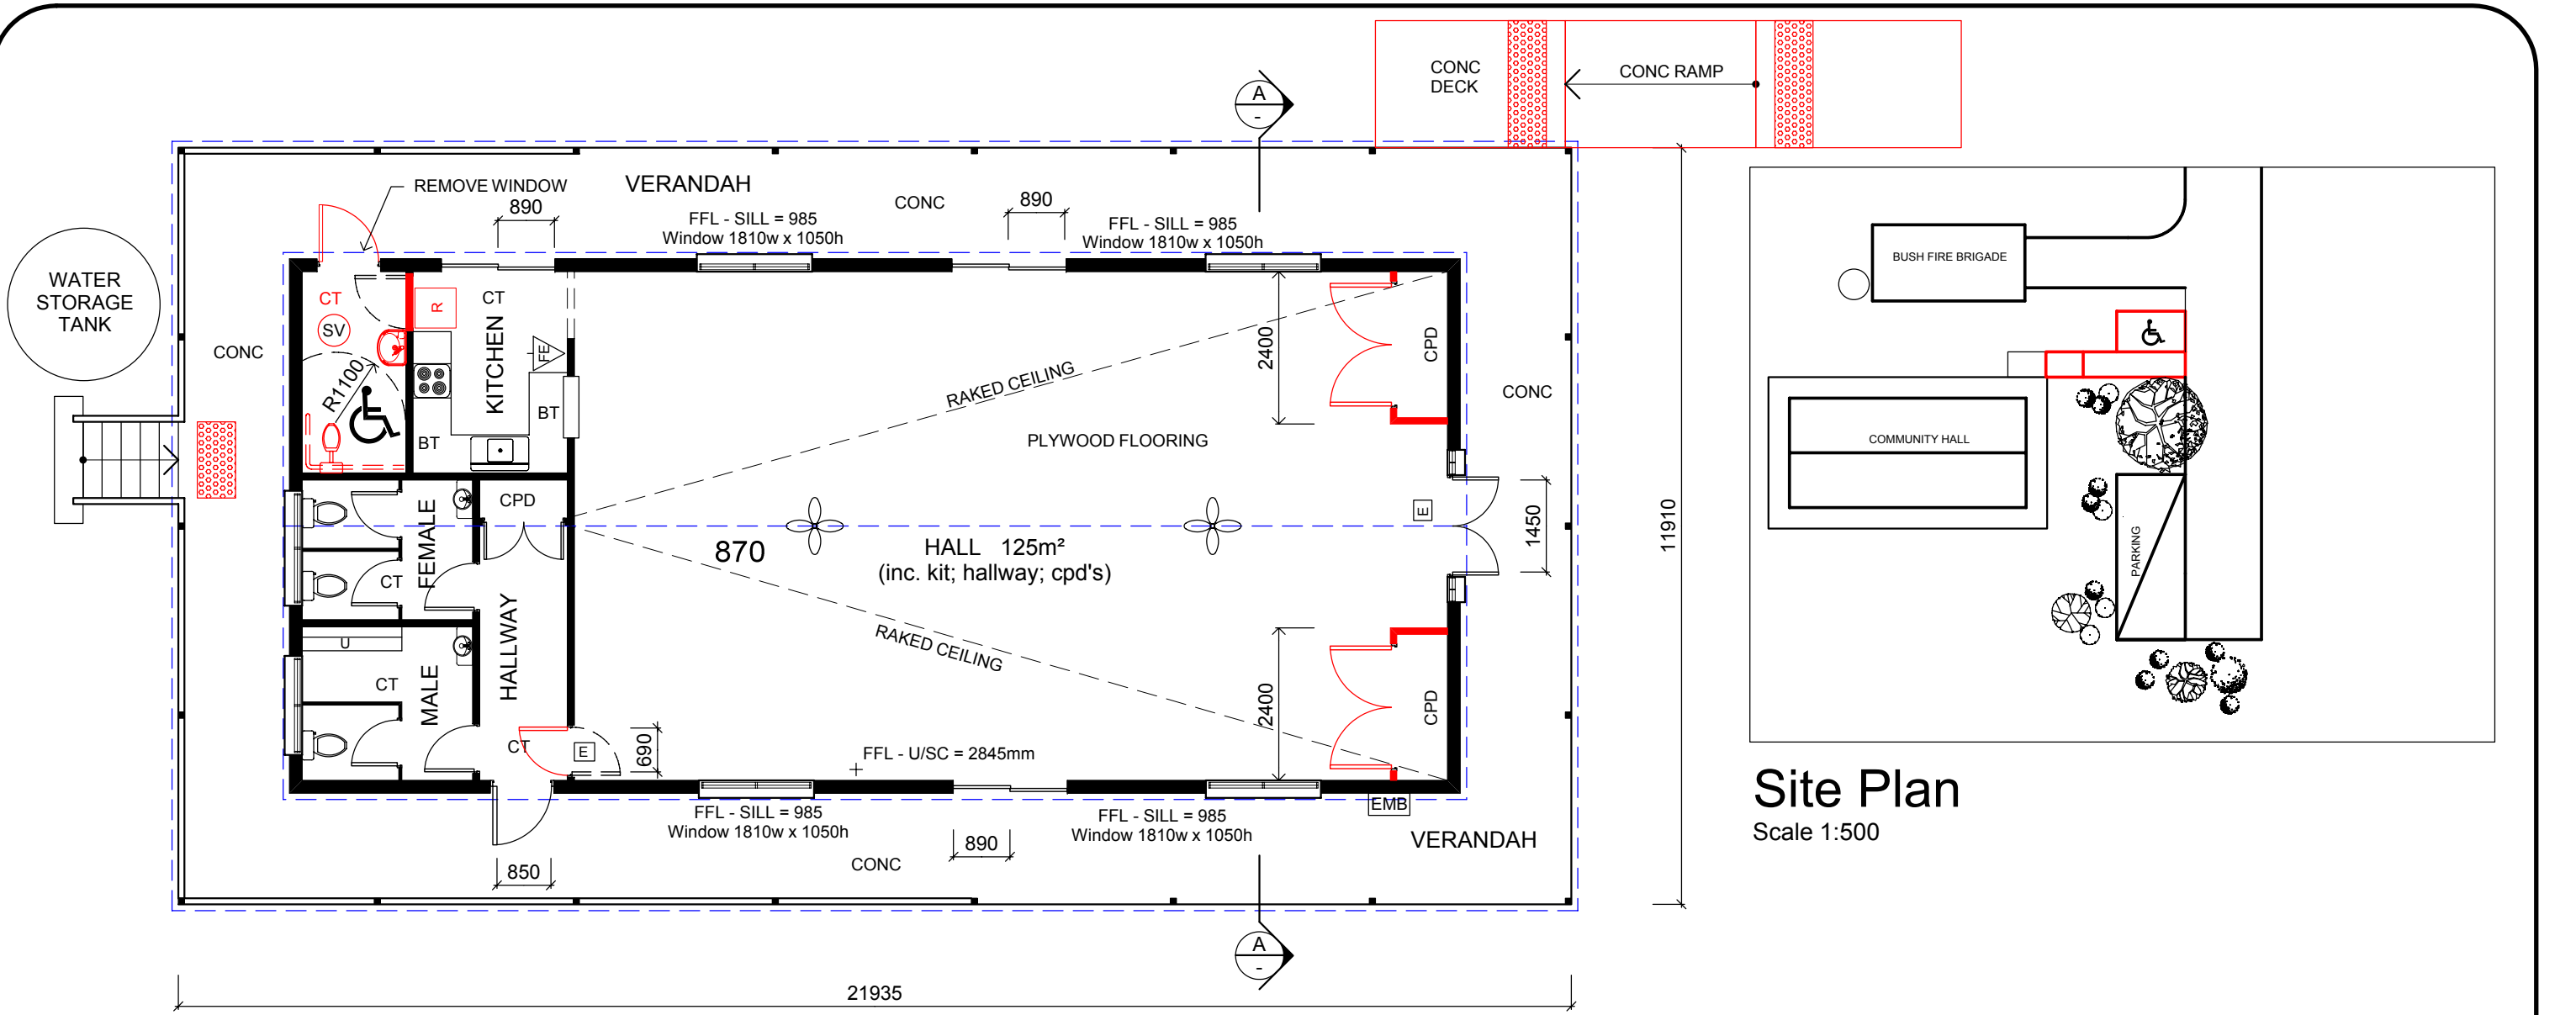 CONC
DECK
CONC RAMP
A
-
REMOVE WINDOW
VERANDAH
CONC
890
890
FFL - SILL = 985
Window 1810w x 1050h
FFL - SILL = 985
Window 1810w x 1050h
WATER
STORAGE
TANK
CONC
CT
SV
R1100
R
CT
KITCHEN
FE
BT
BT
2400
CPD
RAKED CEILING
PLYWOOD FLOORING
CONC
CPD
FEMALE
CT
870
HALL 125m²
(inc. kit; hallway; cpd's)
E
1450
11910
U
CT
MALE
HALLWAY
CT
E
690
RAKED CEILING
2400
CPD
FFL - U/SC = 2845mm
FFL - SILL = 985
Window 1810w x 1050h
FFL - SILL = 985
Window 1810w x 1050h
EMB
VERANDAH
890
850
CONC
A
-
21935
BUSH FIRE BRIGADE
COMMUNITY HALL
PARKING
Site Plan
Scale 1:500